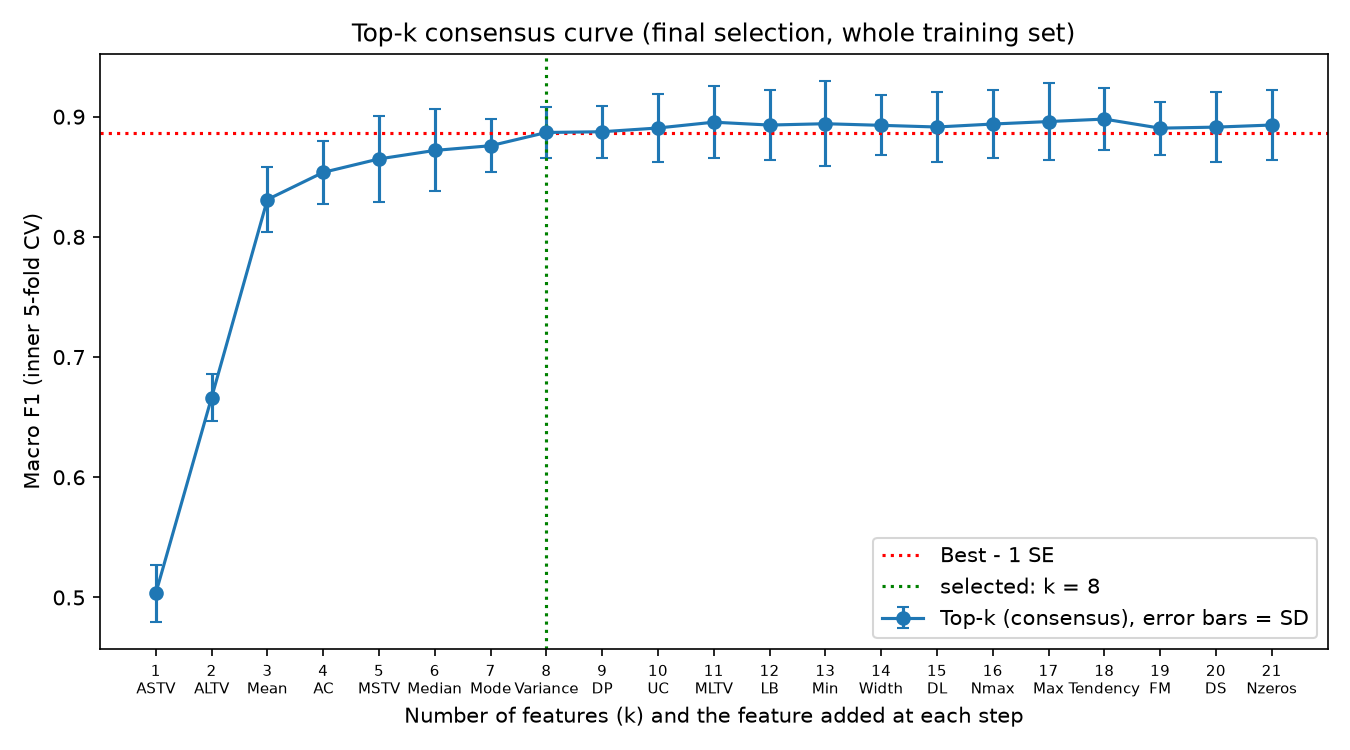 Top-k consensus curve (final selection, whole training set)
Macro F1 (inner 5-fold CV)
0.9
0.8
0.7
0.6
0.5
Best - 1 SE
selected: k = 8
Top-k (consensus), error bars = SD
1 2 3 4 5 6 7 8 9 10 11 12 13 14 15 16 17 18 19 20 21
ASTV ALTV Mean AC MSTV Median Mode Variance DP UC MLTV LB Min Width DL Nmax Max Tendency FM DS Nzeros
Number of features (k) and the feature added at each step